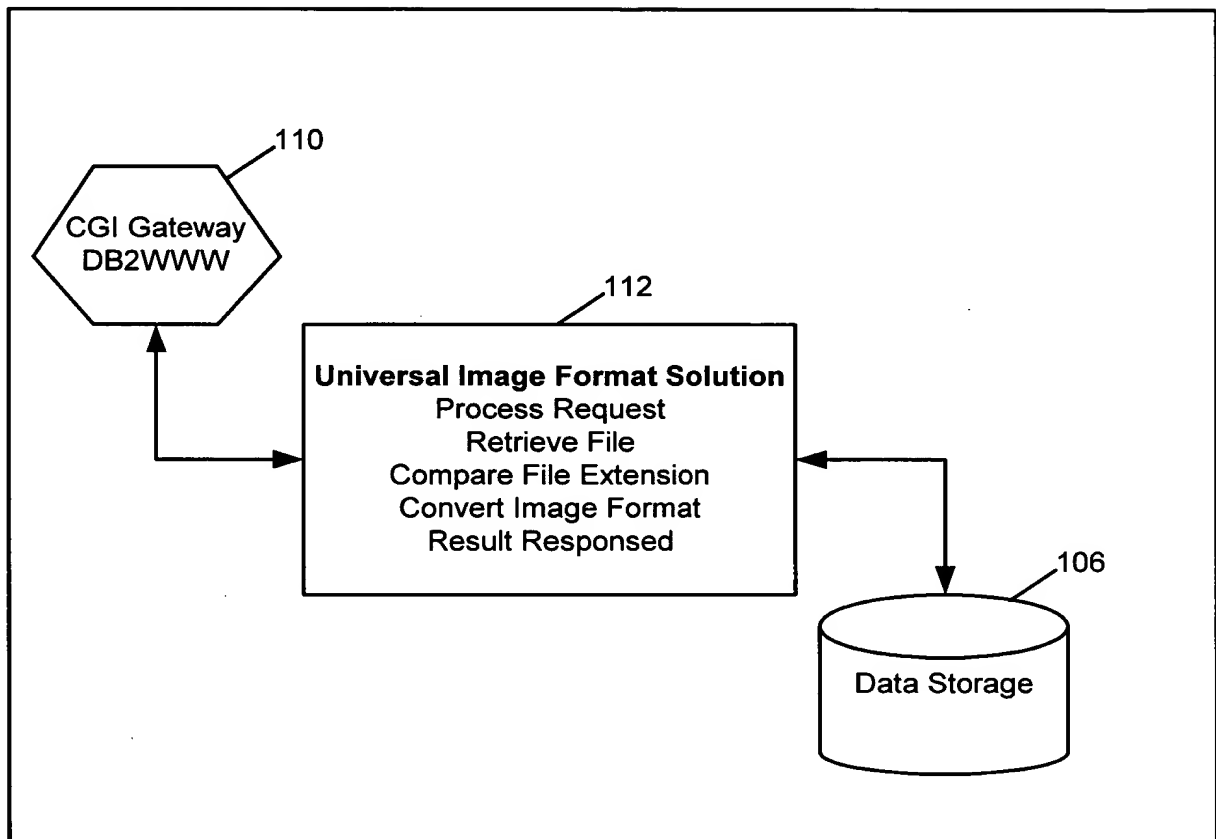 110
CGI Gateway
DB2WWW
112
Universal Image Format Solution
Process Request
Retrieve File
Compare File Extension
Convert Image Format
Result Responsed
106
Data Storage